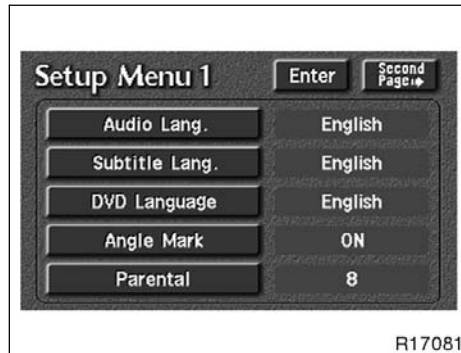 Setup Menu 1 Enter Second Page
Audio Lang. English
Subtitle Lang. English
DVD Language English
Angle Mark ON
Parental 8
R17081